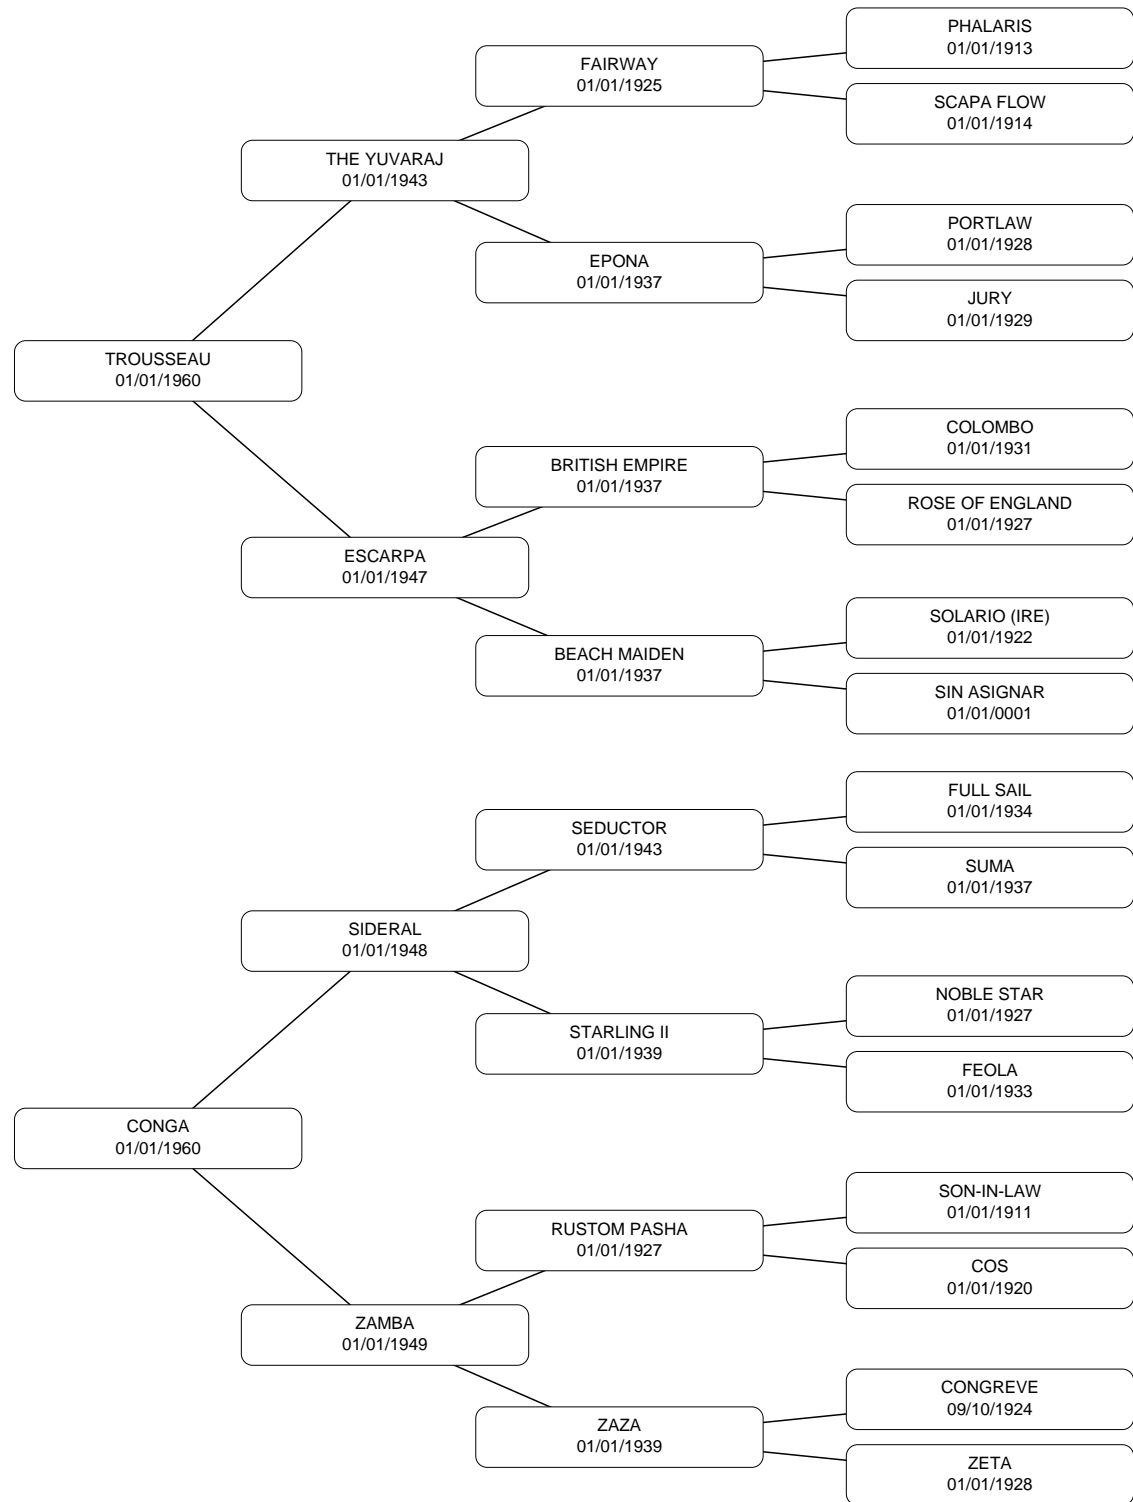 PHALARIS
01/01/1913
FAIRWAY
01/01/1925
SCAPA FLOW
01/01/1914
THE YUVARAJ
01/01/1943
PORTLAW
01/01/1928
EPONA
01/01/1937
JURY
01/01/1929
TROUSSEAU
01/01/1960
COLOMBO
01/01/1931
BRITISH EMPIRE
01/01/1937
ROSE OF ENGLAND
01/01/1927
ESCARPA
01/01/1947
SOLARIO (IRE)
01/01/1922
BEACH MAIDEN
01/01/1937
SIN ASIGNAR
01/01/0001
FULL SAIL
01/01/1934
SEDUCTOR
01/01/1943
SUMA
01/01/1937
SIDERAL
01/01/1948
NOBLE STAR
01/01/1927
STARLING II
01/01/1939
FEOLA
01/01/1933
CONGA
01/01/1960
SON-IN-LAW
01/01/1911
RUSTOM PASHA
01/01/1927
COS
01/01/1920
ZAMBA
01/01/1949
CONGREVE
09/10/1924
ZAZA
01/01/1939
ZETA
01/01/1928